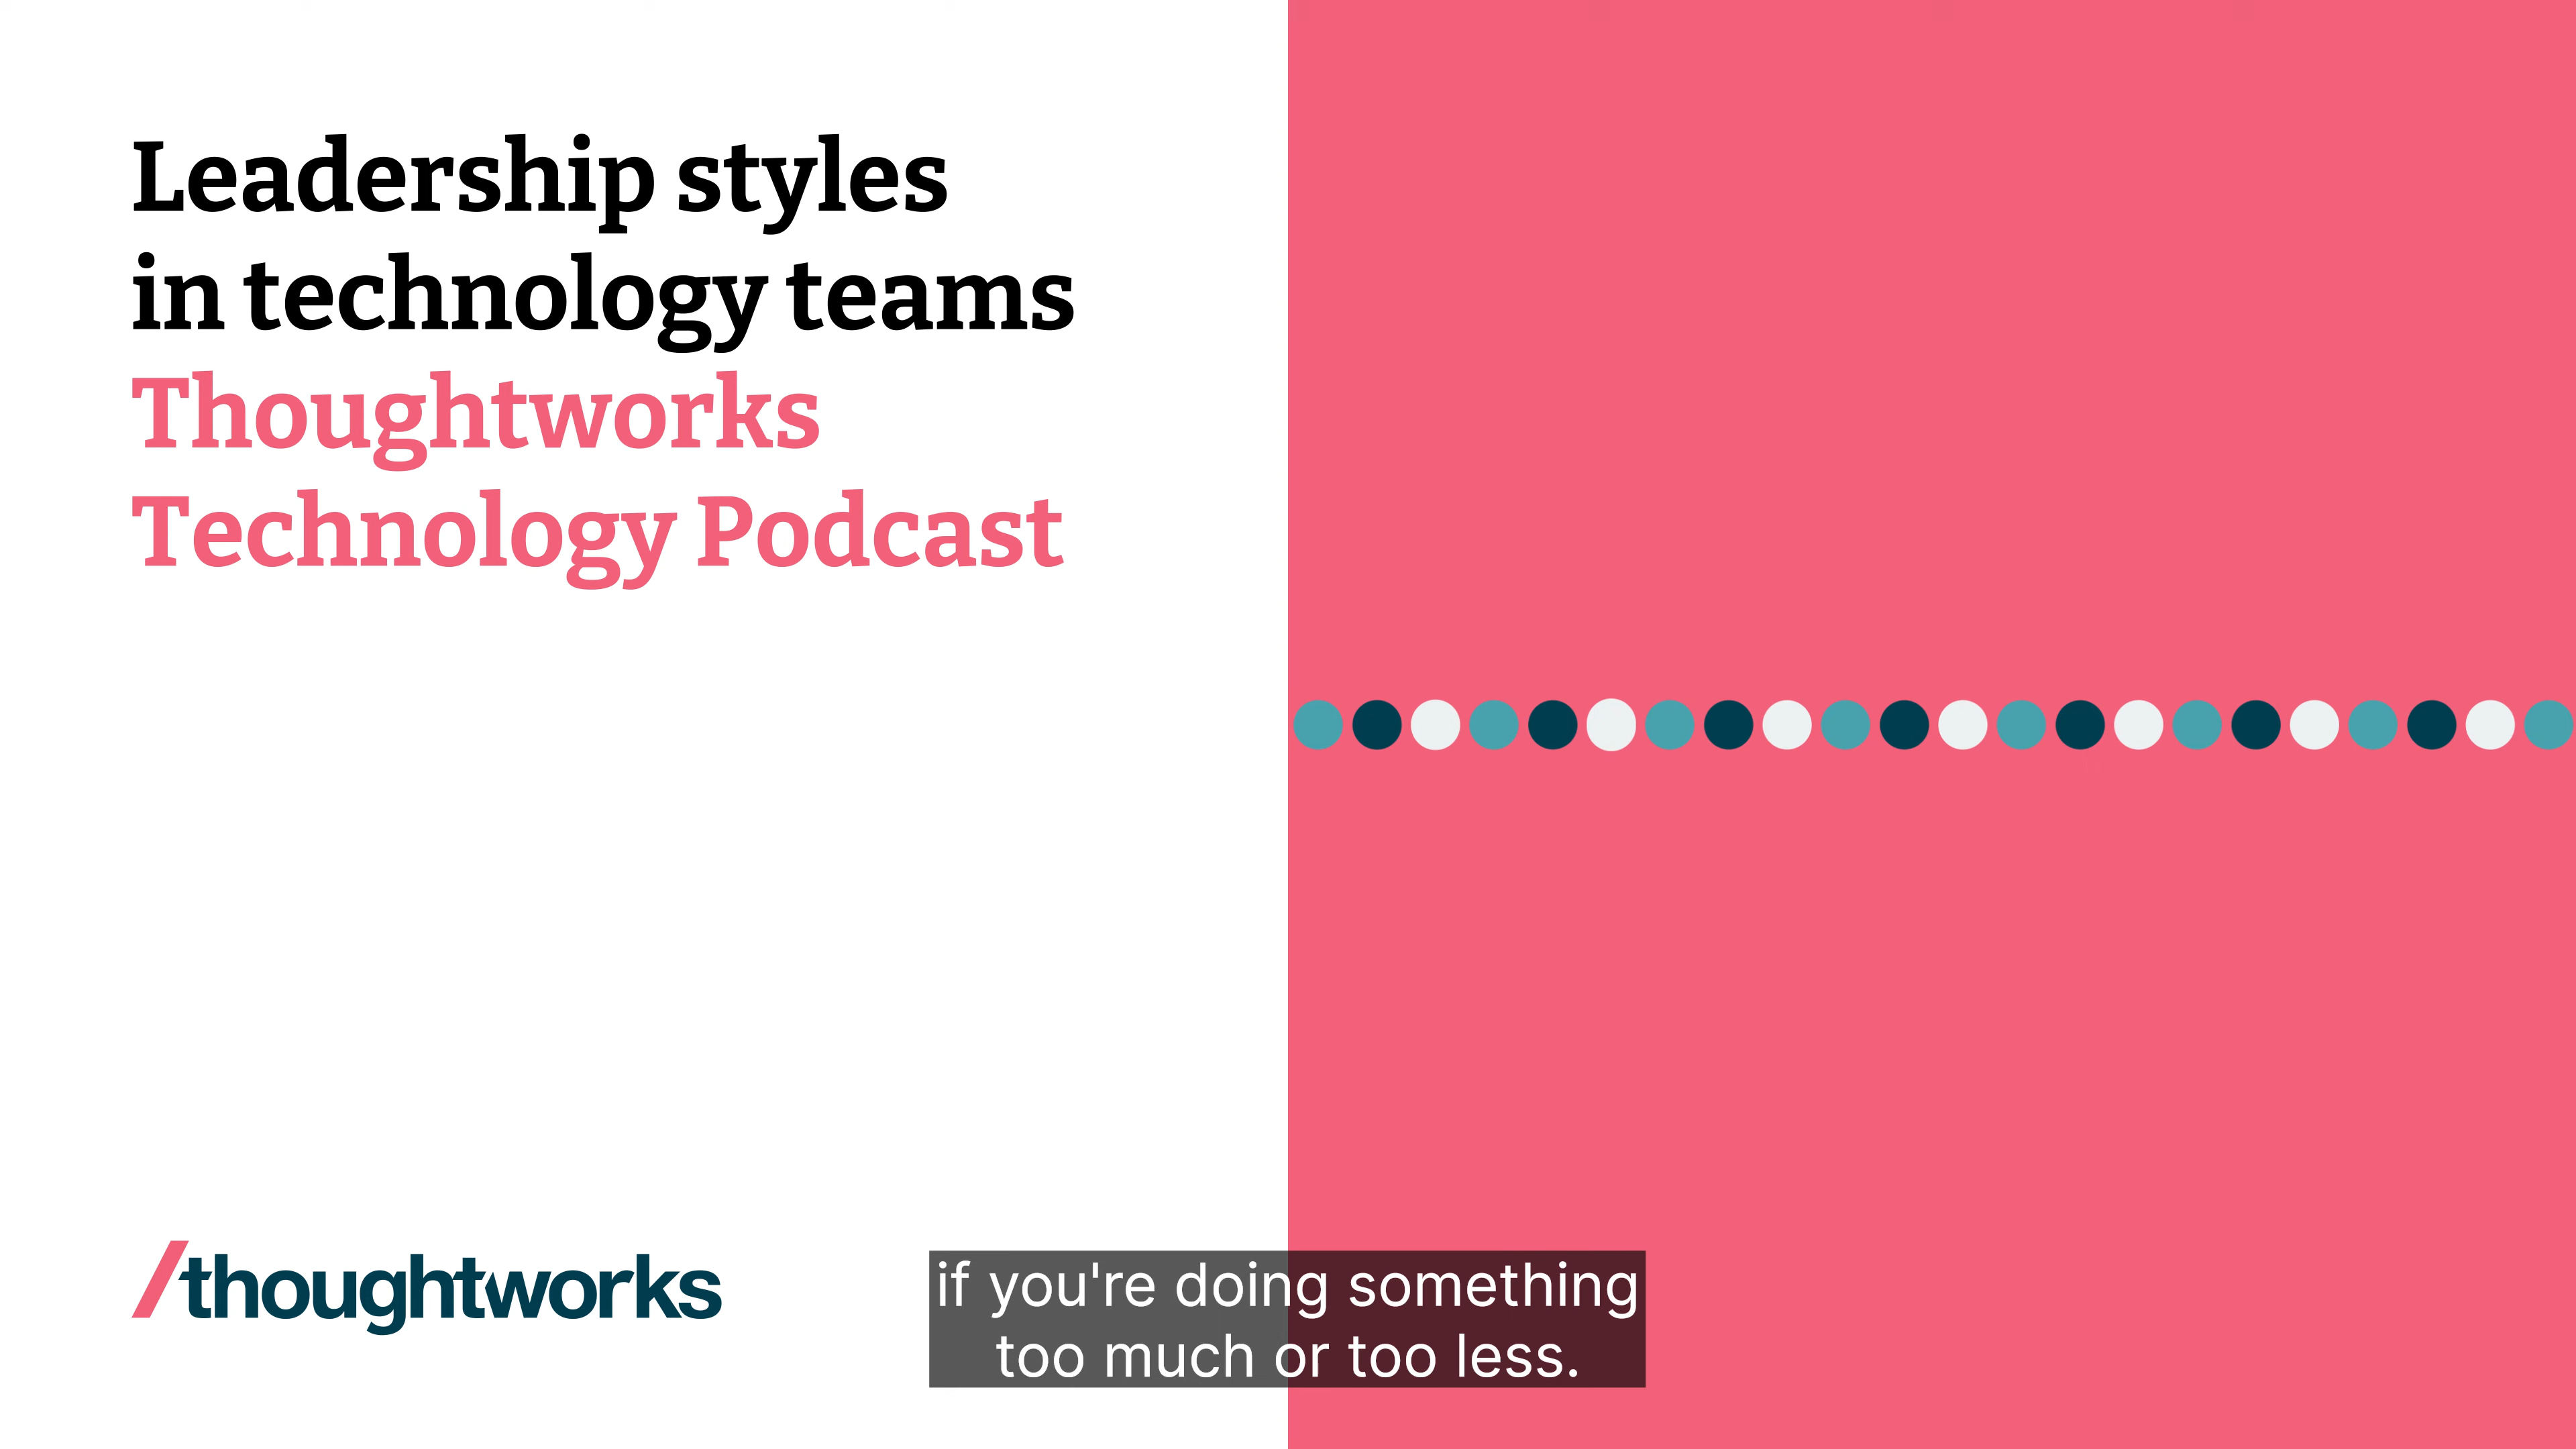 Leadership styles
in technology teams
Thoughtworks
Technology Podcast
/thoughtworks
if you're doing something
too much or too less.